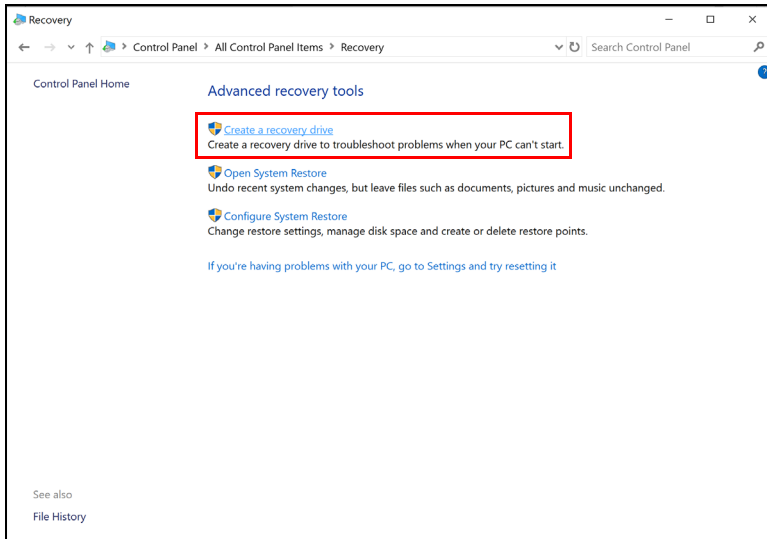 Recovery
Control Panel > All Control Panel Items > Recovery
Search Control Panel
?
Control Panel Home
Advanced recovery tools
Create a recovery drive
Create a recovery drive to troubleshoot problems when your PC can't start.
Open System Restore
Undo recent system changes, but leave files such as documents, pictures and music unchanged.
Configure System Restore
Change restore settings, manage disk space and create or delete restore points.
If you're having problems with your PC, go to Settings and try resetting it
See also
File History